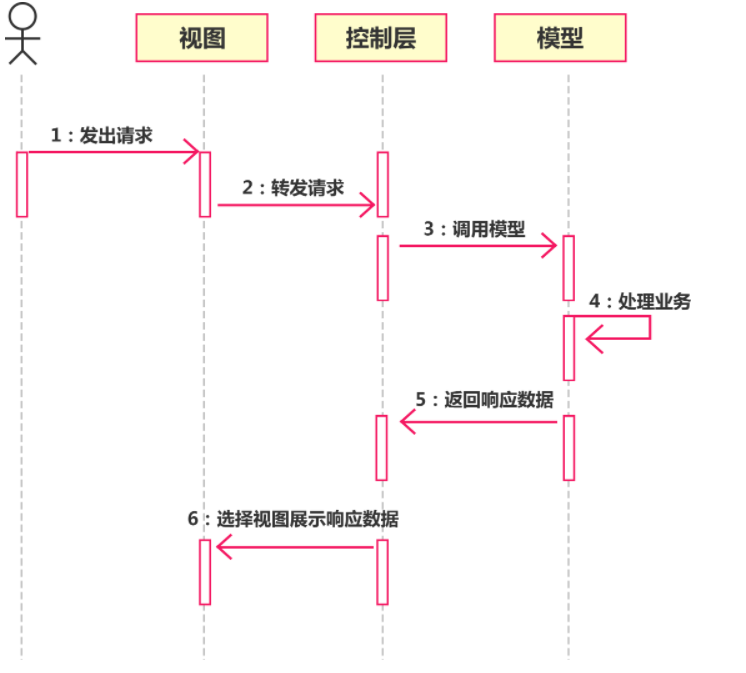 视图
控制层
模型
1：发出请求
2：转发请求
3：调用模型
4：处理业务
5：返回响应数据
6：选择视图展示响应数据